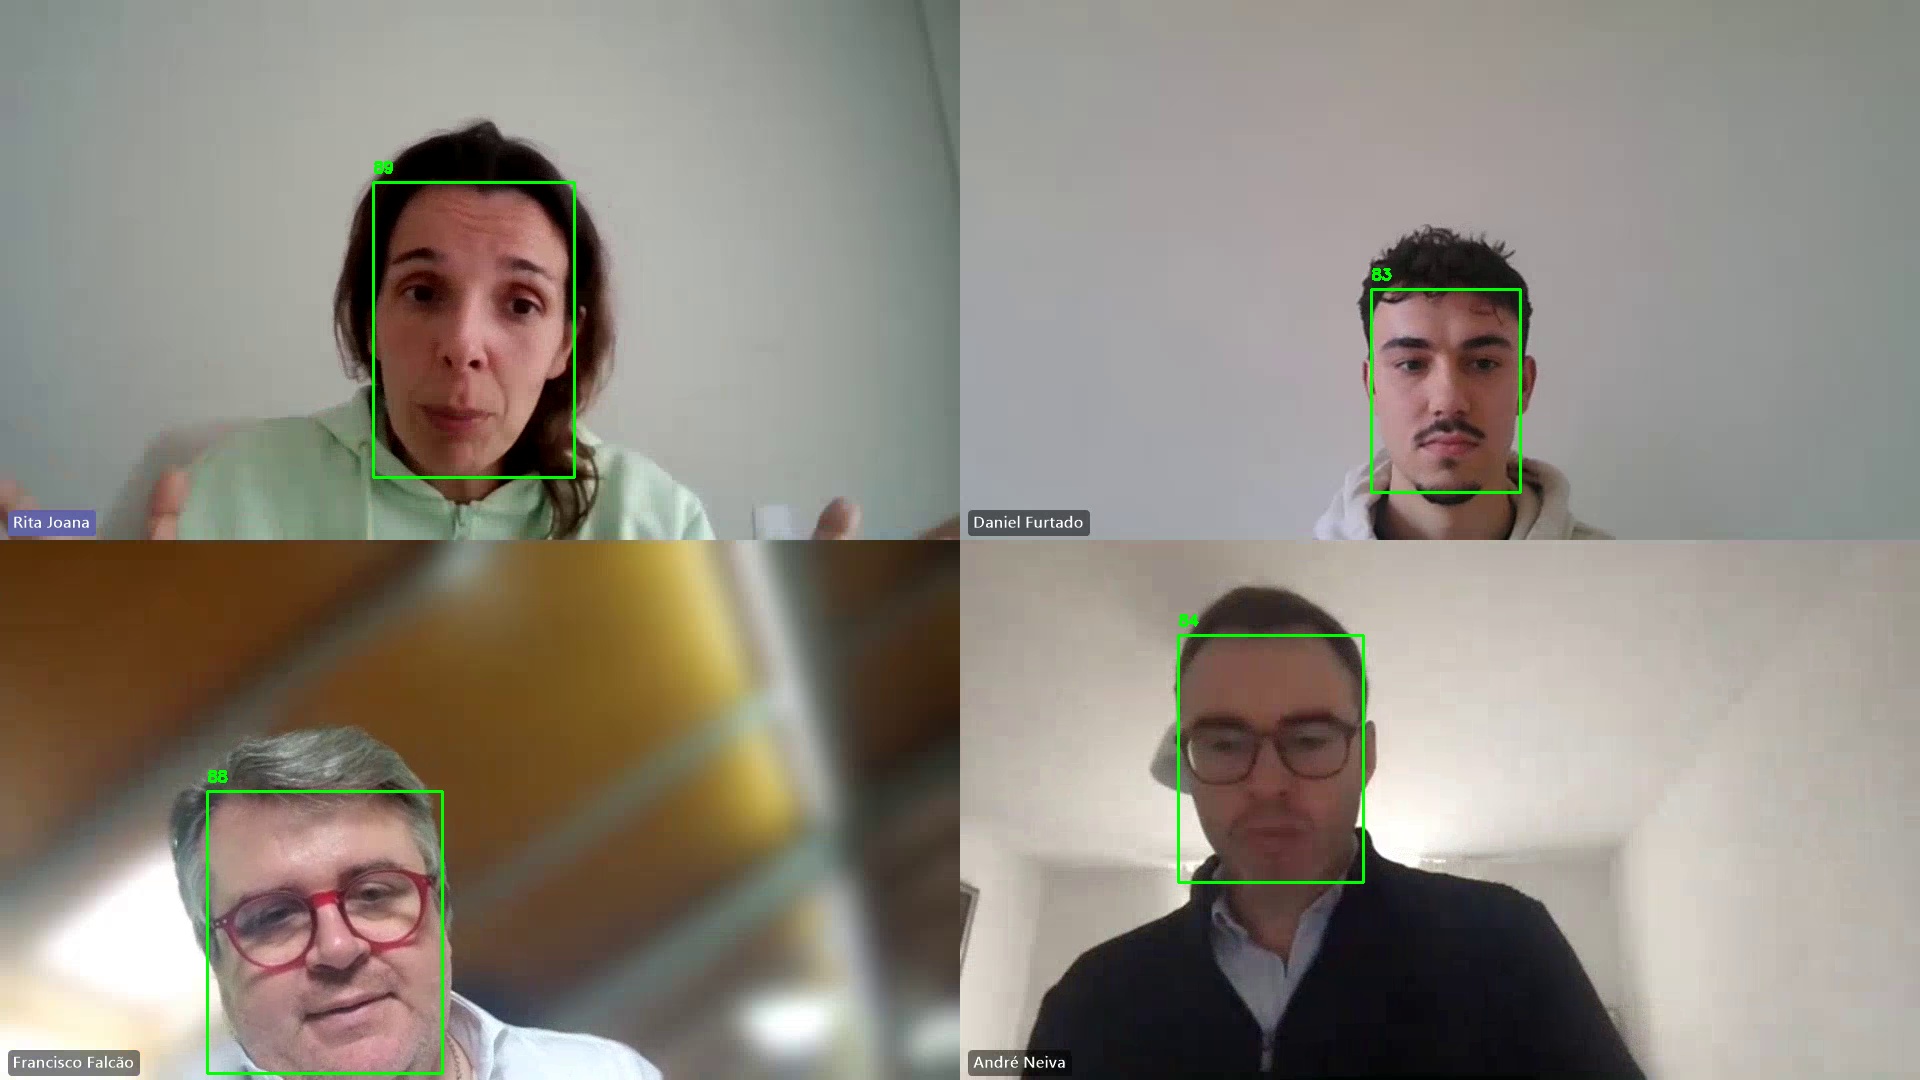 89
83
Rita Joana
Daniel Furtado
88
84
Francisco Falcão
André Neiva